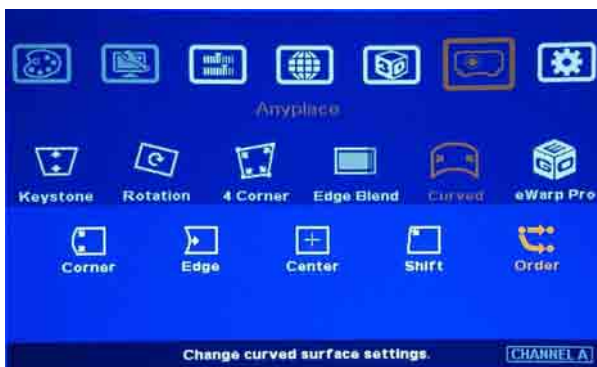 3D
Anyplace
Keystone Rotation 4 Corner Edge Blend Curved eWarp Pro
Corner Edge Center Shift Order
Change curved surface settings. CHANNEL A